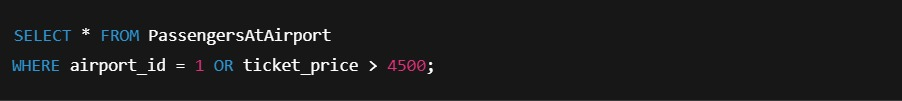 SELECT * FROM PassengersAtAirport
WHERE airport_id = 1 OR ticket_price > 4500;